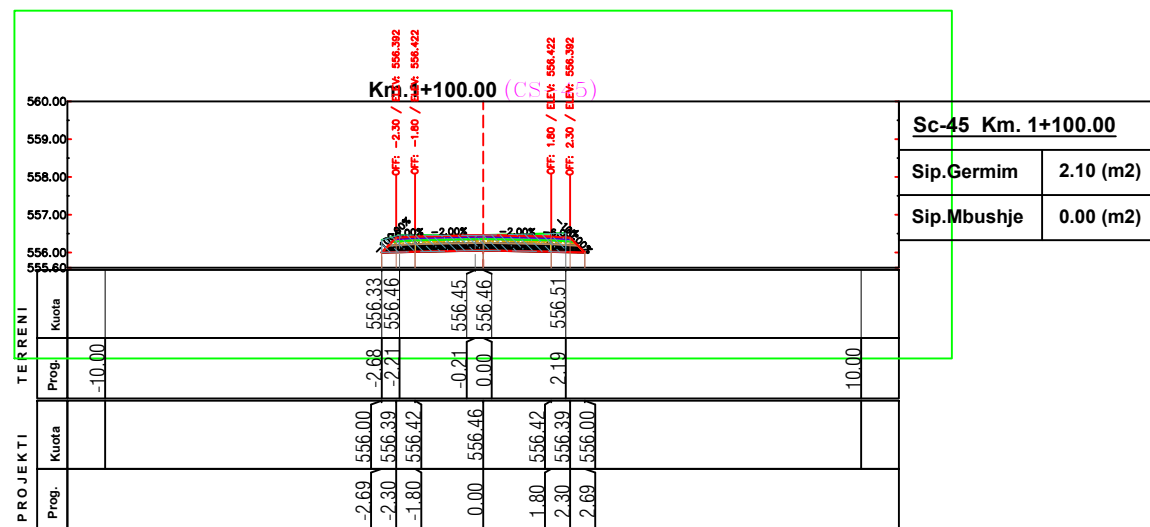 OFF: -2.30 / ELEV: 556.392
OFF: -1.80 / ELEV: 556.422
OFF: 1.80 / ELEV: 556.422
OFF: 2.30 / ELEV: 556.392
Km. 1+100.00 (CS-45)
560.00
559.00
558.00
557.00
556.00
555.60
-2.00% -2.00%
Sc-45 Km. 1+100.00
Sip.Germim 2.10 (m2)
Sip.Mbushje 0.00 (m2)
TERRENI
Kuota 556.33 556.46 556.45 556.46 556.51
Prog. -10.00 -2.68 -2.21 -0.21 0.00 2.19 10.00
PROJEKTI
Kuota 556.00 556.39 556.42 556.46 556.42 556.39 556.00
Prog. -2.69 -2.30 -1.80 0.00 1.80 2.30 2.69